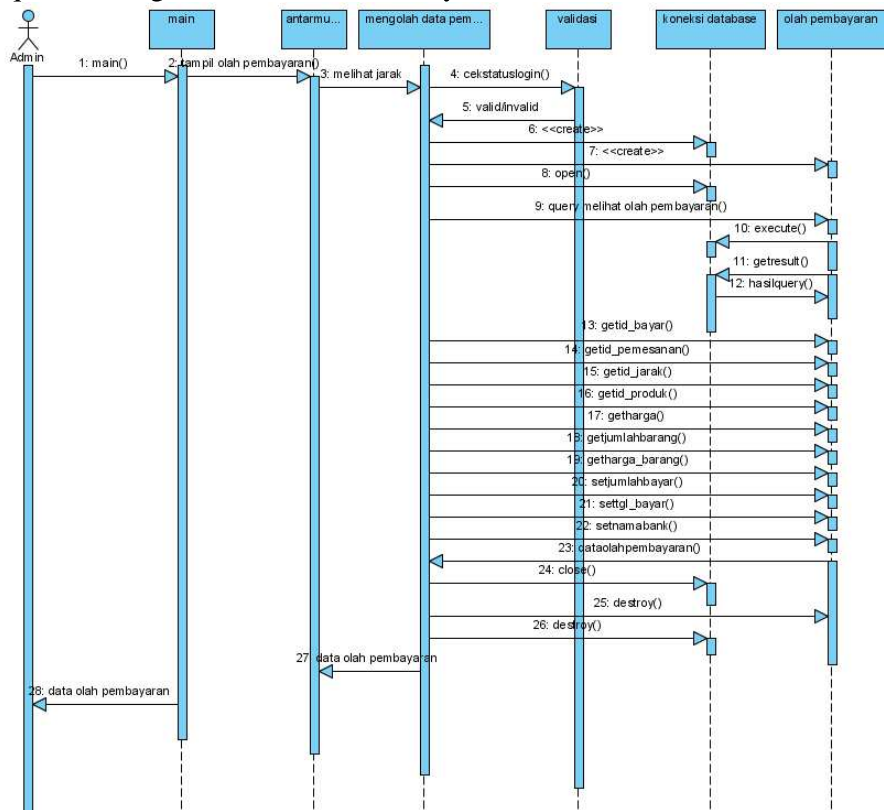 main
antarmu...
mengolah data pem...
validasi
koneksi database
olah pembayaran
Admin
1: main()
2: tampil olah pembayaran()
3: melihat jarak
4: cekstatuslogin()
5: valid/invalid
6: <<create>>
7: <<create>>
8: open()
9: query melihat olah pembayaran()
10: execute()
11: getresult()
12: hasilquery()
13: getid_bayar()
14: getid_pemesanan()
15: getid_jarak()
16: getid_produk()
17: getharga()
18: getjumlahbarang()
19: getharga_barang()
20: setjumlahbayar()
21: settgl_bayar()
22: setnamabank()
23: dataolahpembayaran()
24: close()
25: destroy()
26: destroy()
27: data olah pembayaran
28: data olah pembayaran